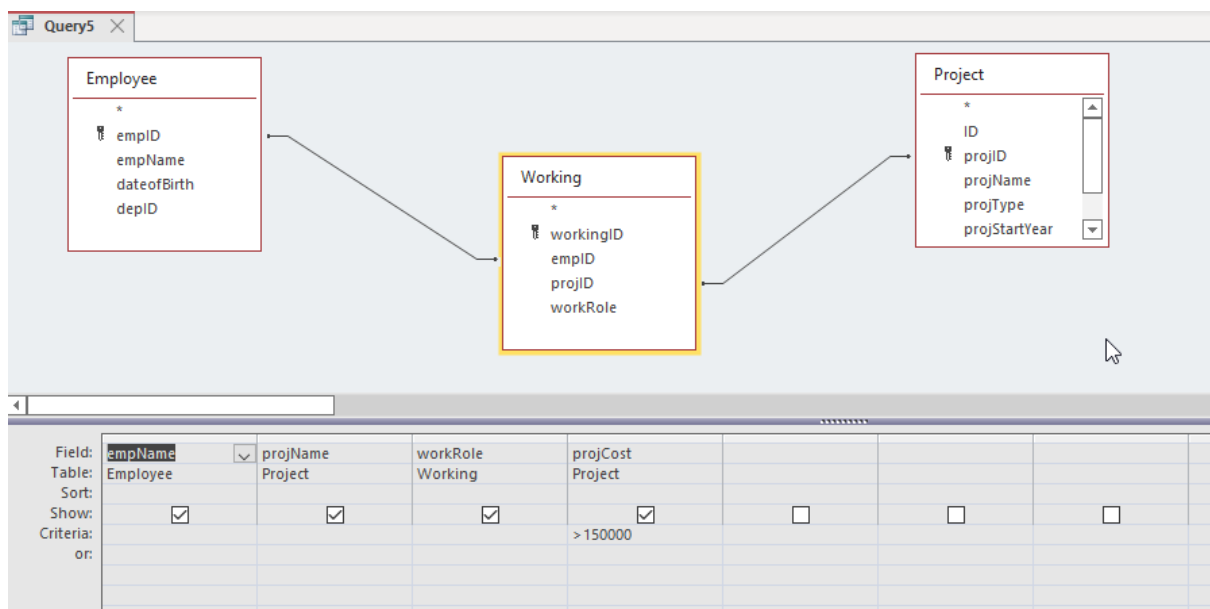 Query5
Employee
*
empID
empName
dateofBirth
depID
Working
*
workingID
empID
projID
workRole
Project
*
ID
projID
projName
projType
projStartYear
Field: empName projName workRole projCost
Table: Employee Project Working Project
Sort:
Show:
Criteria: >150000
or: